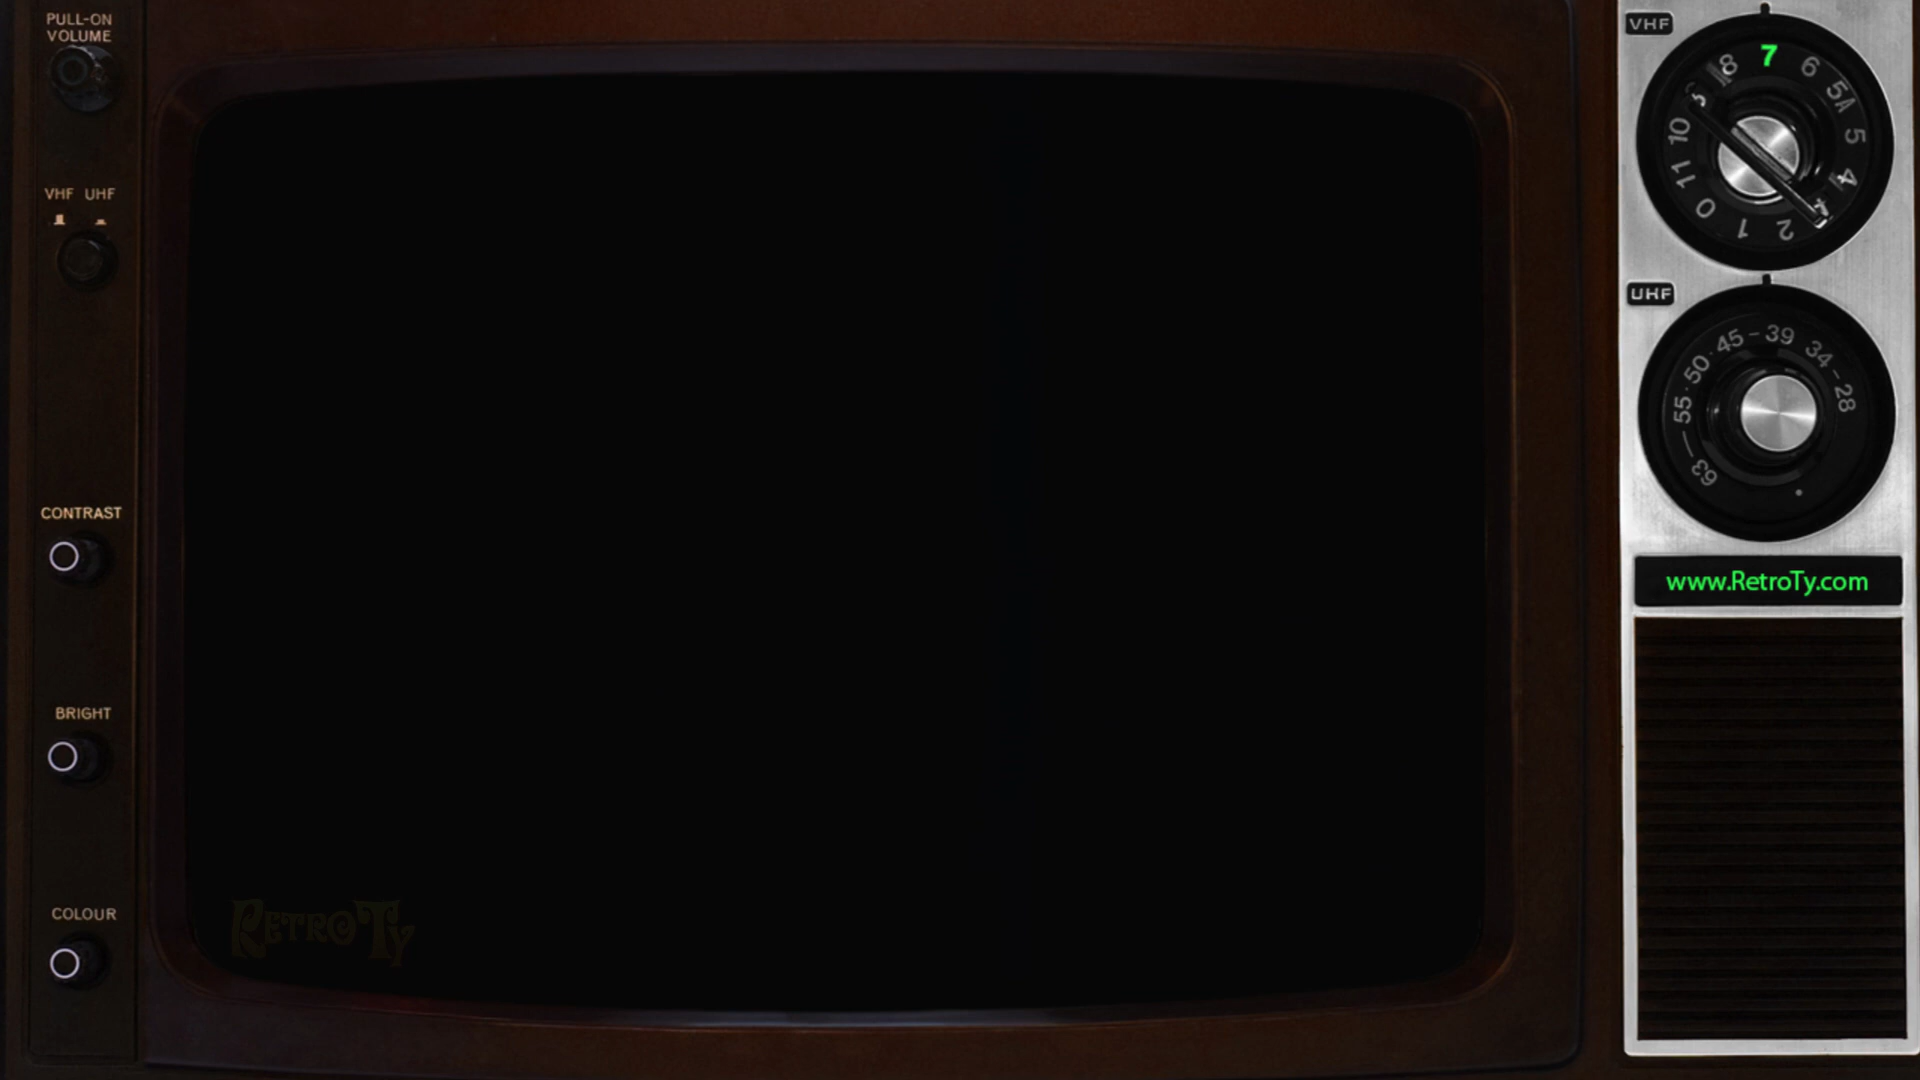 PULL-ON
VOLUME
VHF UHF
CONTRAST
BRIGHT
COLOUR
RetroTy
VHF
7
6
5A
5
4
2
1
0
11
10
8
UHF
45 - 39
34 - 28
50
55
63
www.RetroTy.com